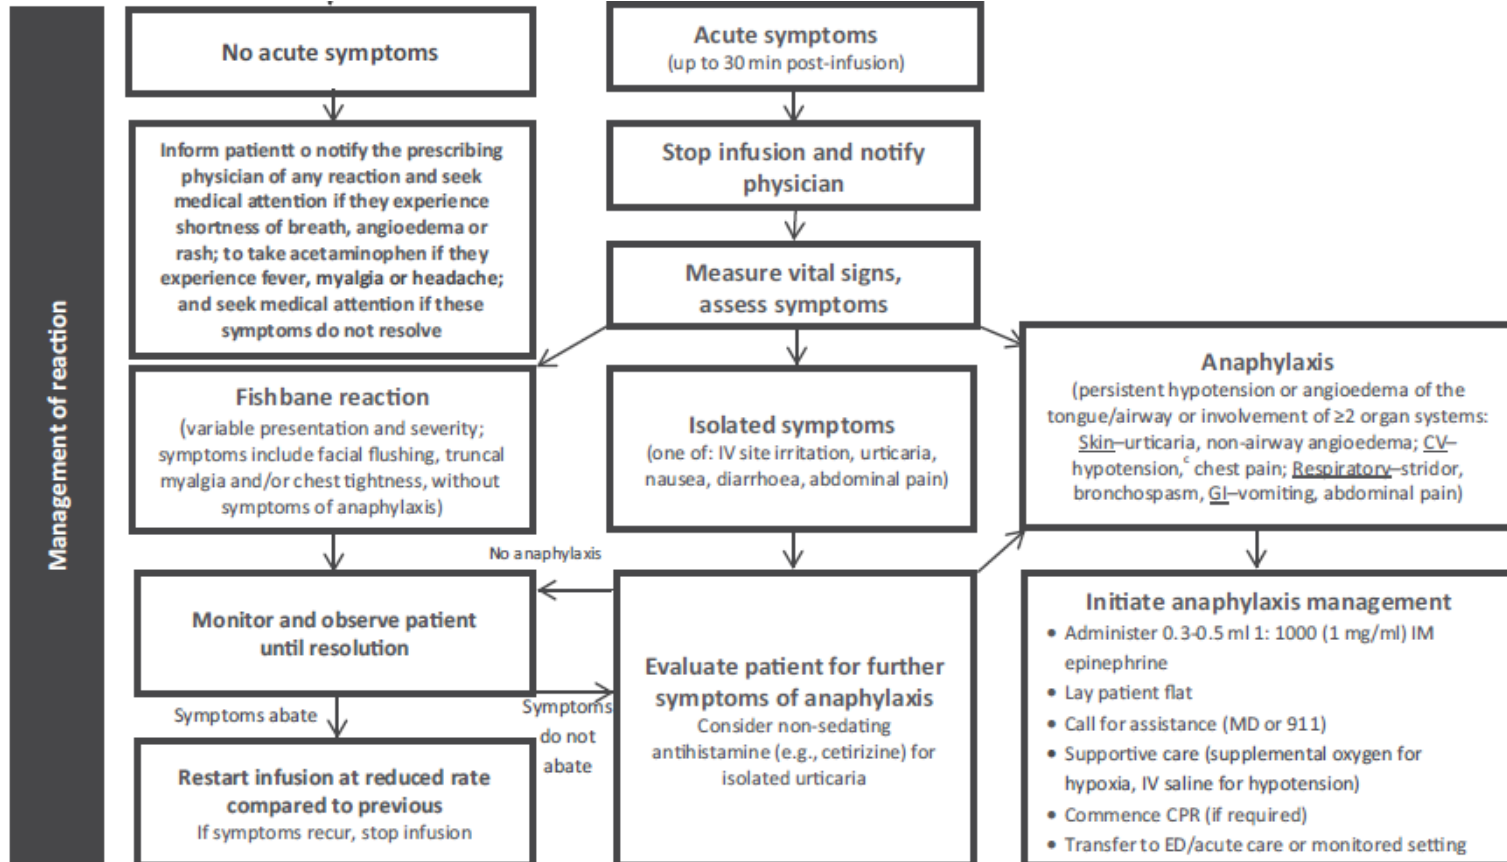 Management of reaction
No acute symptoms
Inform patientt o notify the prescribing
physician of any reaction and seek
medical attention if they experience
shortness of breath, angioedema or
rash; to take acetaminophen if they
experience fever, myalgia or headache;
and seek medical attention if these
symptoms do not resolve
Acute symptoms
(up to 30 min post-infusion)
Stop infusion and notify
physician
Measure vital signs,
assess symptoms
Fishbane reaction
(variable presentation and severity;
symptoms include facial flushing, truncal
myalgia and/or chest tightness, without
symptoms of anaphylaxis)
Isolated symptoms
(one of: IV site irritation, urticaria,
nausea, diarrhoea, abdominal pain)
Anaphylaxis
(persistent hypotension or angioedema of the
tongue/airway or involvement of ≥2 organ systems:
Skin–urticaria, non-airway angioedema; CV–
hypotension,c chest pain; Respiratory–stridor,
bronchospasm, GI–vomiting, abdominal pain)
No anaphylaxis
Monitor and observe patient
until resolution
Symptoms abate
Symptoms
do not
abate
Restart infusion at reduced rate
compared to previous
If symptoms recur, stop infusion
Evaluate patient for further
symptoms of anaphylaxis
Consider non-sedating
antihistamine (e.g., cetirizine) for
isolated urticaria
Initiate anaphylaxis management
• Administer 0.3-0.5 ml 1: 1000 (1 mg/ml) IM
epinephrine
• Lay patient flat
• Call for assistance (MD or 911)
• Supportive care (supplemental oxygen for
hypoxia, IV saline for hypotension)
• Commence CPR (if required)
• Transfer to ED/acute care or monitored setting